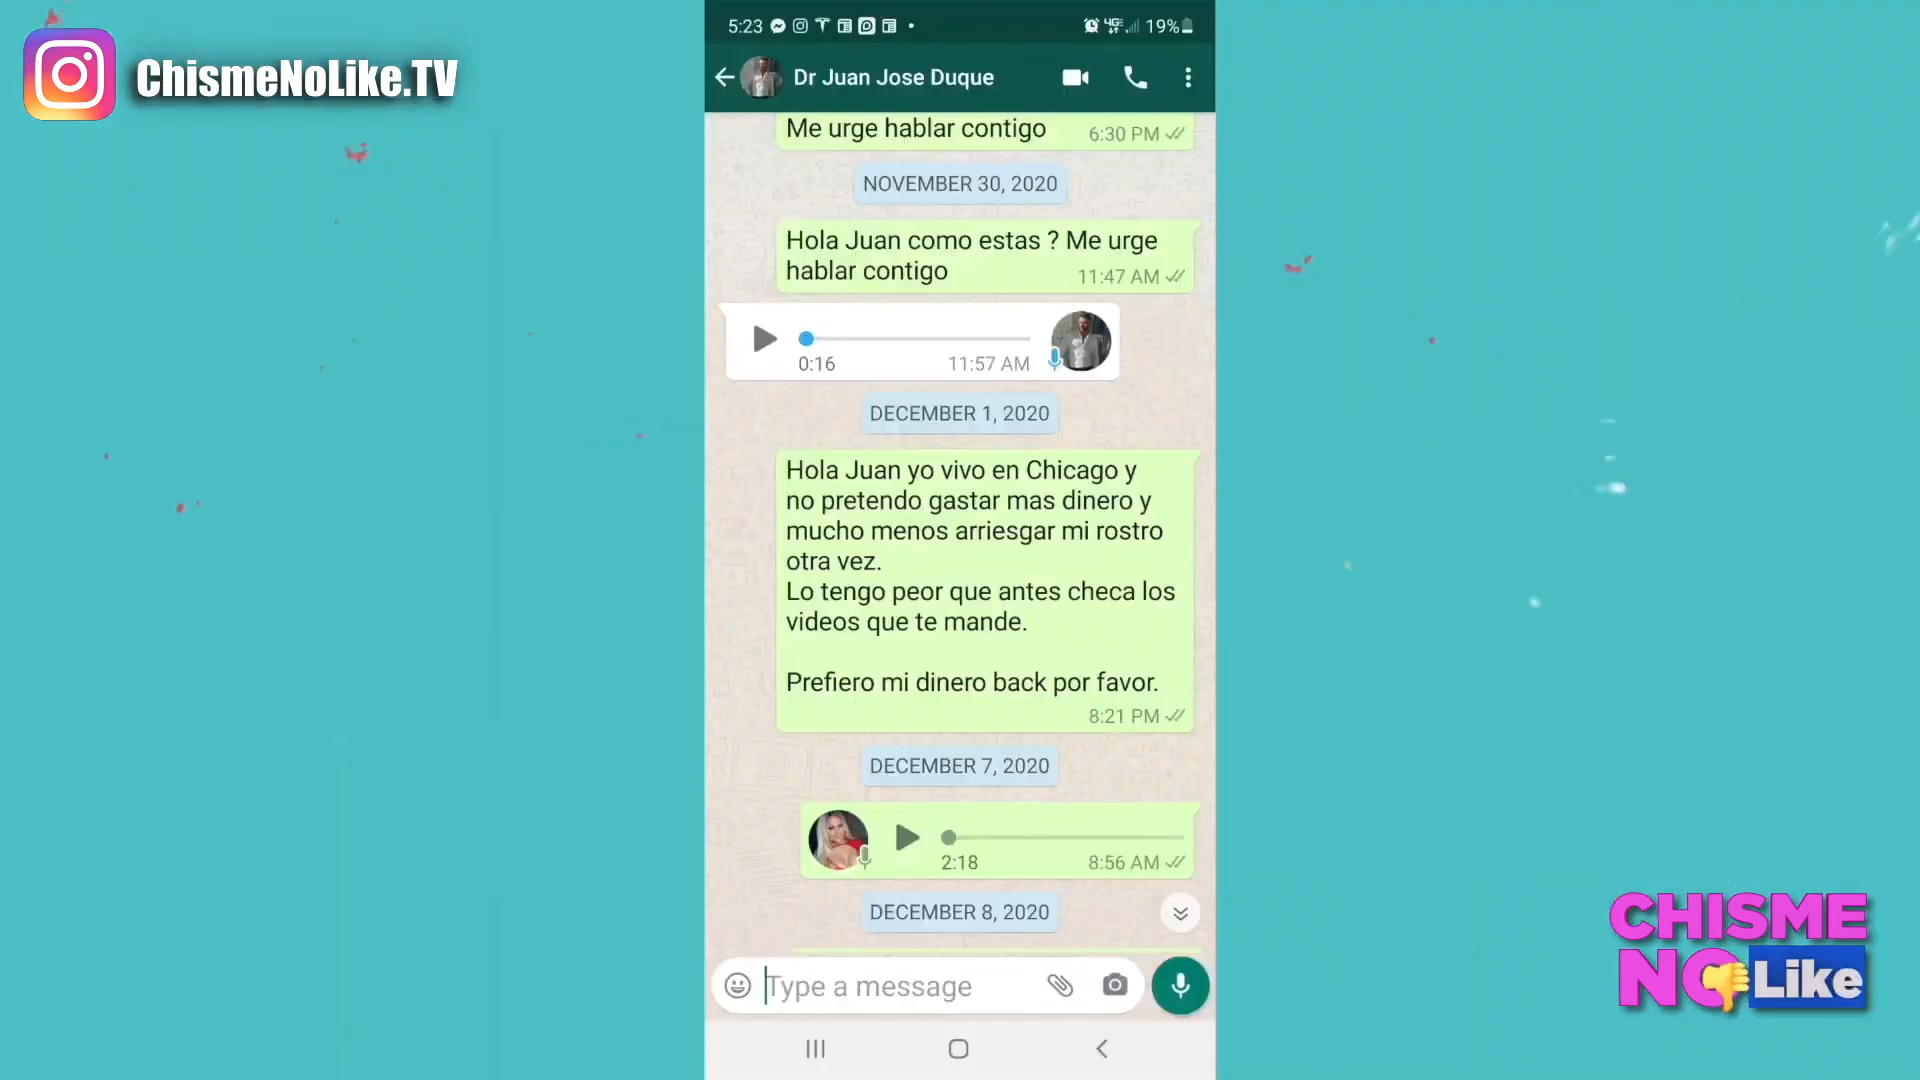 ChismeNoLike.TV
5:23
19%
Dr Juan Jose Duque
Me urge hablar contigo
6:30 PM
NOVEMBER 30, 2020
Hola Juan como estas ? Me urge
hablar contigo
11:47 AM
0:16
11:57 AM
DECEMBER 1, 2020
Hola Juan yo vivo en Chicago y
no pretendo gastar mas dinero y
mucho menos arriesgar mi rostro
otra vez.
Lo tengo peor que antes checa los
videos que te mande.
Prefiero mi dinero back por favor.
8:21 PM
DECEMBER 7, 2020
2:18
8:56 AM
DECEMBER 8, 2020
Type a message
CHISME
NO Like